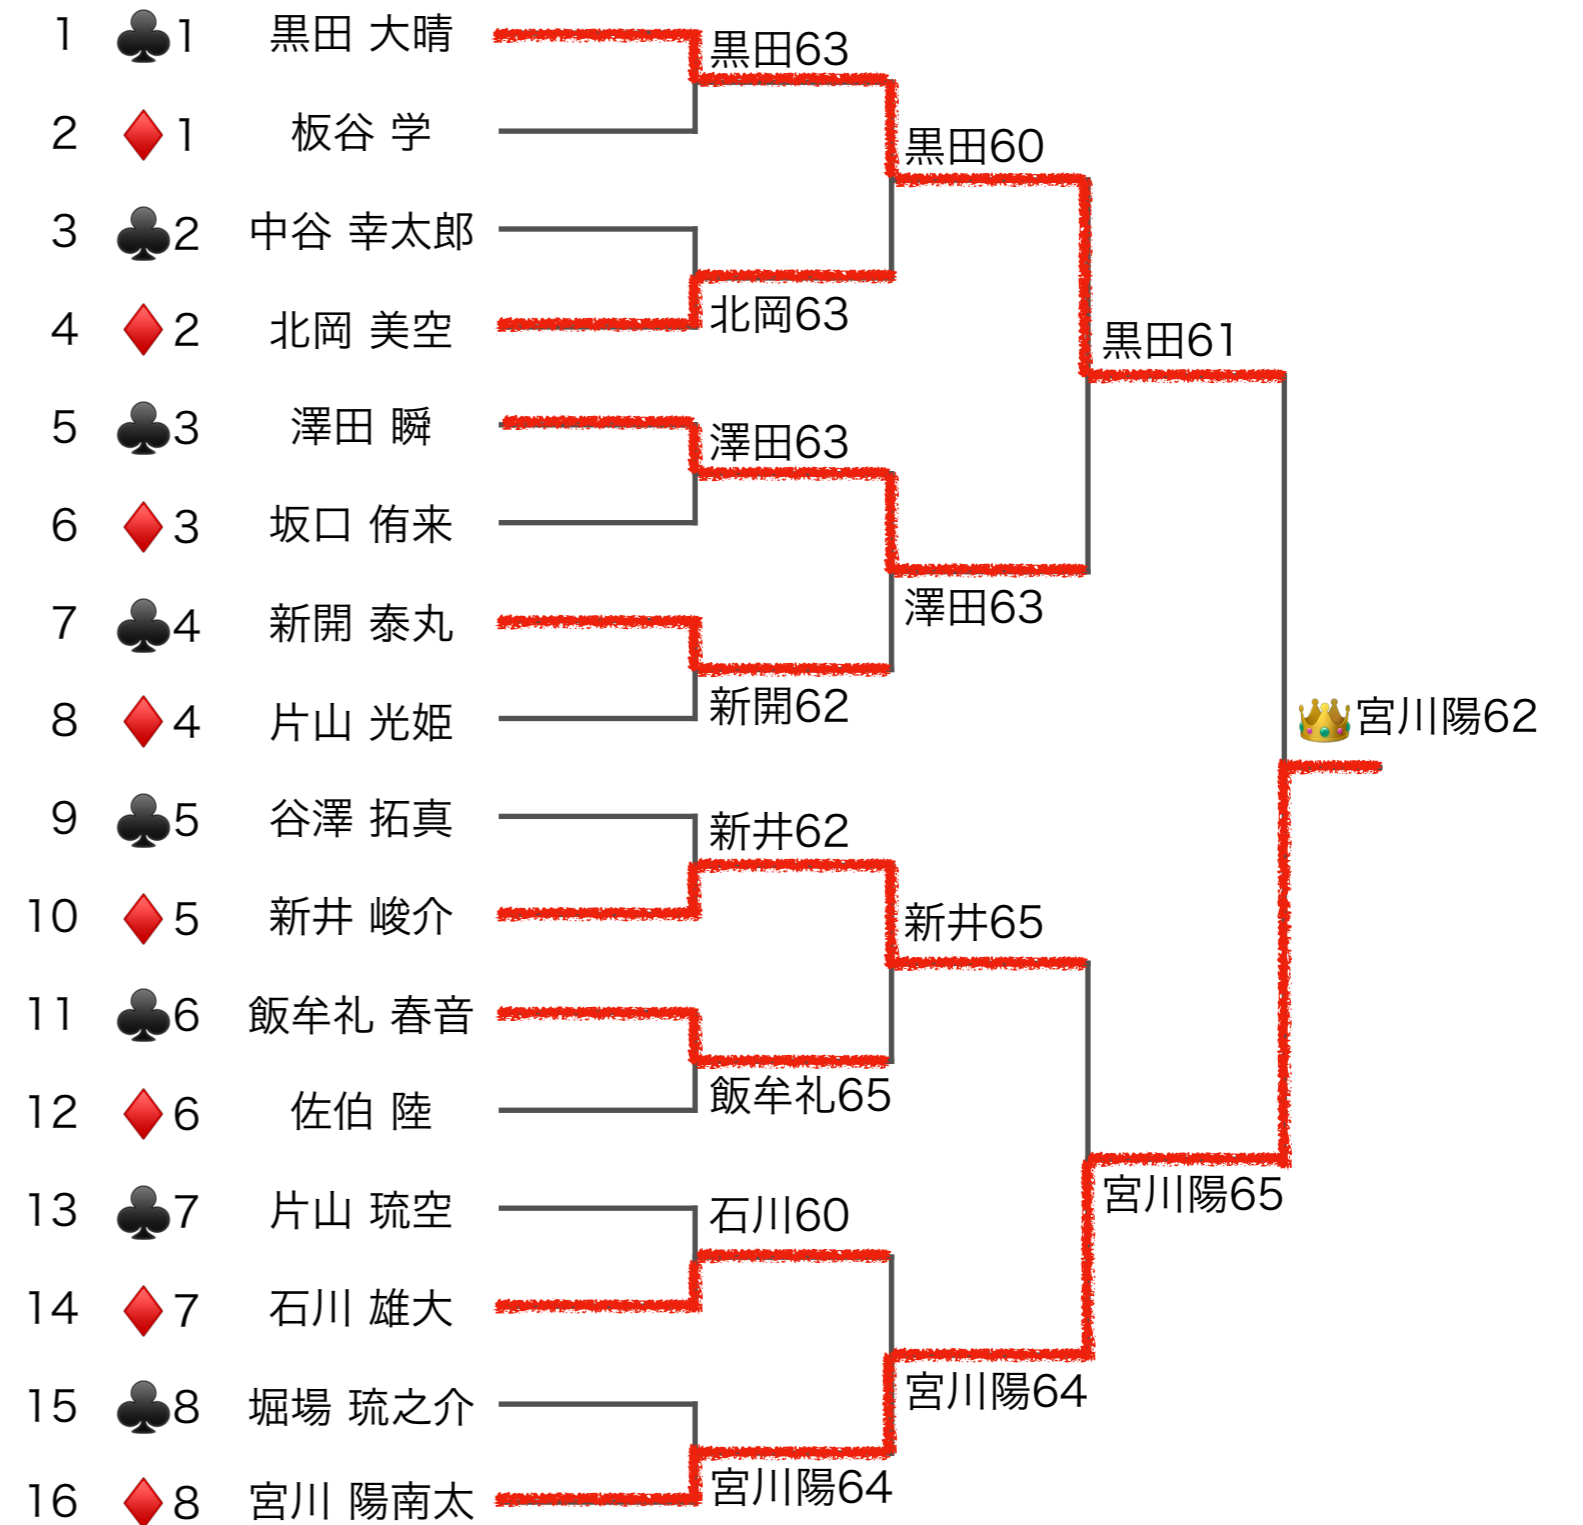 1 ♣1 黒田 大晴
黒田63
2 ♦1 板谷 学
黒田60
3 ♣2 中谷 幸太郎
北岡63
4 ♦2 北岡 美空
黒田61
5 ♣3 澤田 瞬
澤田63
6 ♦3 坂口 侑来
澤田63
7 ♣4 新開 泰丸
新開62
8 ♦4 片山 光姫
👑宮川陽62
9 ♣5 谷澤 拓真
新井62
10 ♦5 新井 峻介
新井65
11 ♣6 飯牟礼 春音
飯牟礼65
12 ♦6 佐伯 陸
宮川陽65
13 ♣7 片山 琉空
石川60
14 ♦7 石川 雄大
宮川陽64
15 ♣8 堀場 琉之介
宮川陽64
16 ♦8 宮川 陽南太